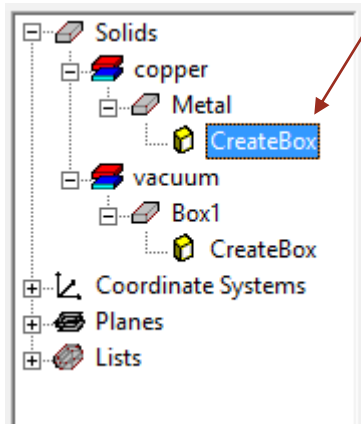 Solids
copper
Metal
CreateBox
vacuum
Box1
CreateBox
Coordinate Systems
Planes
Lists